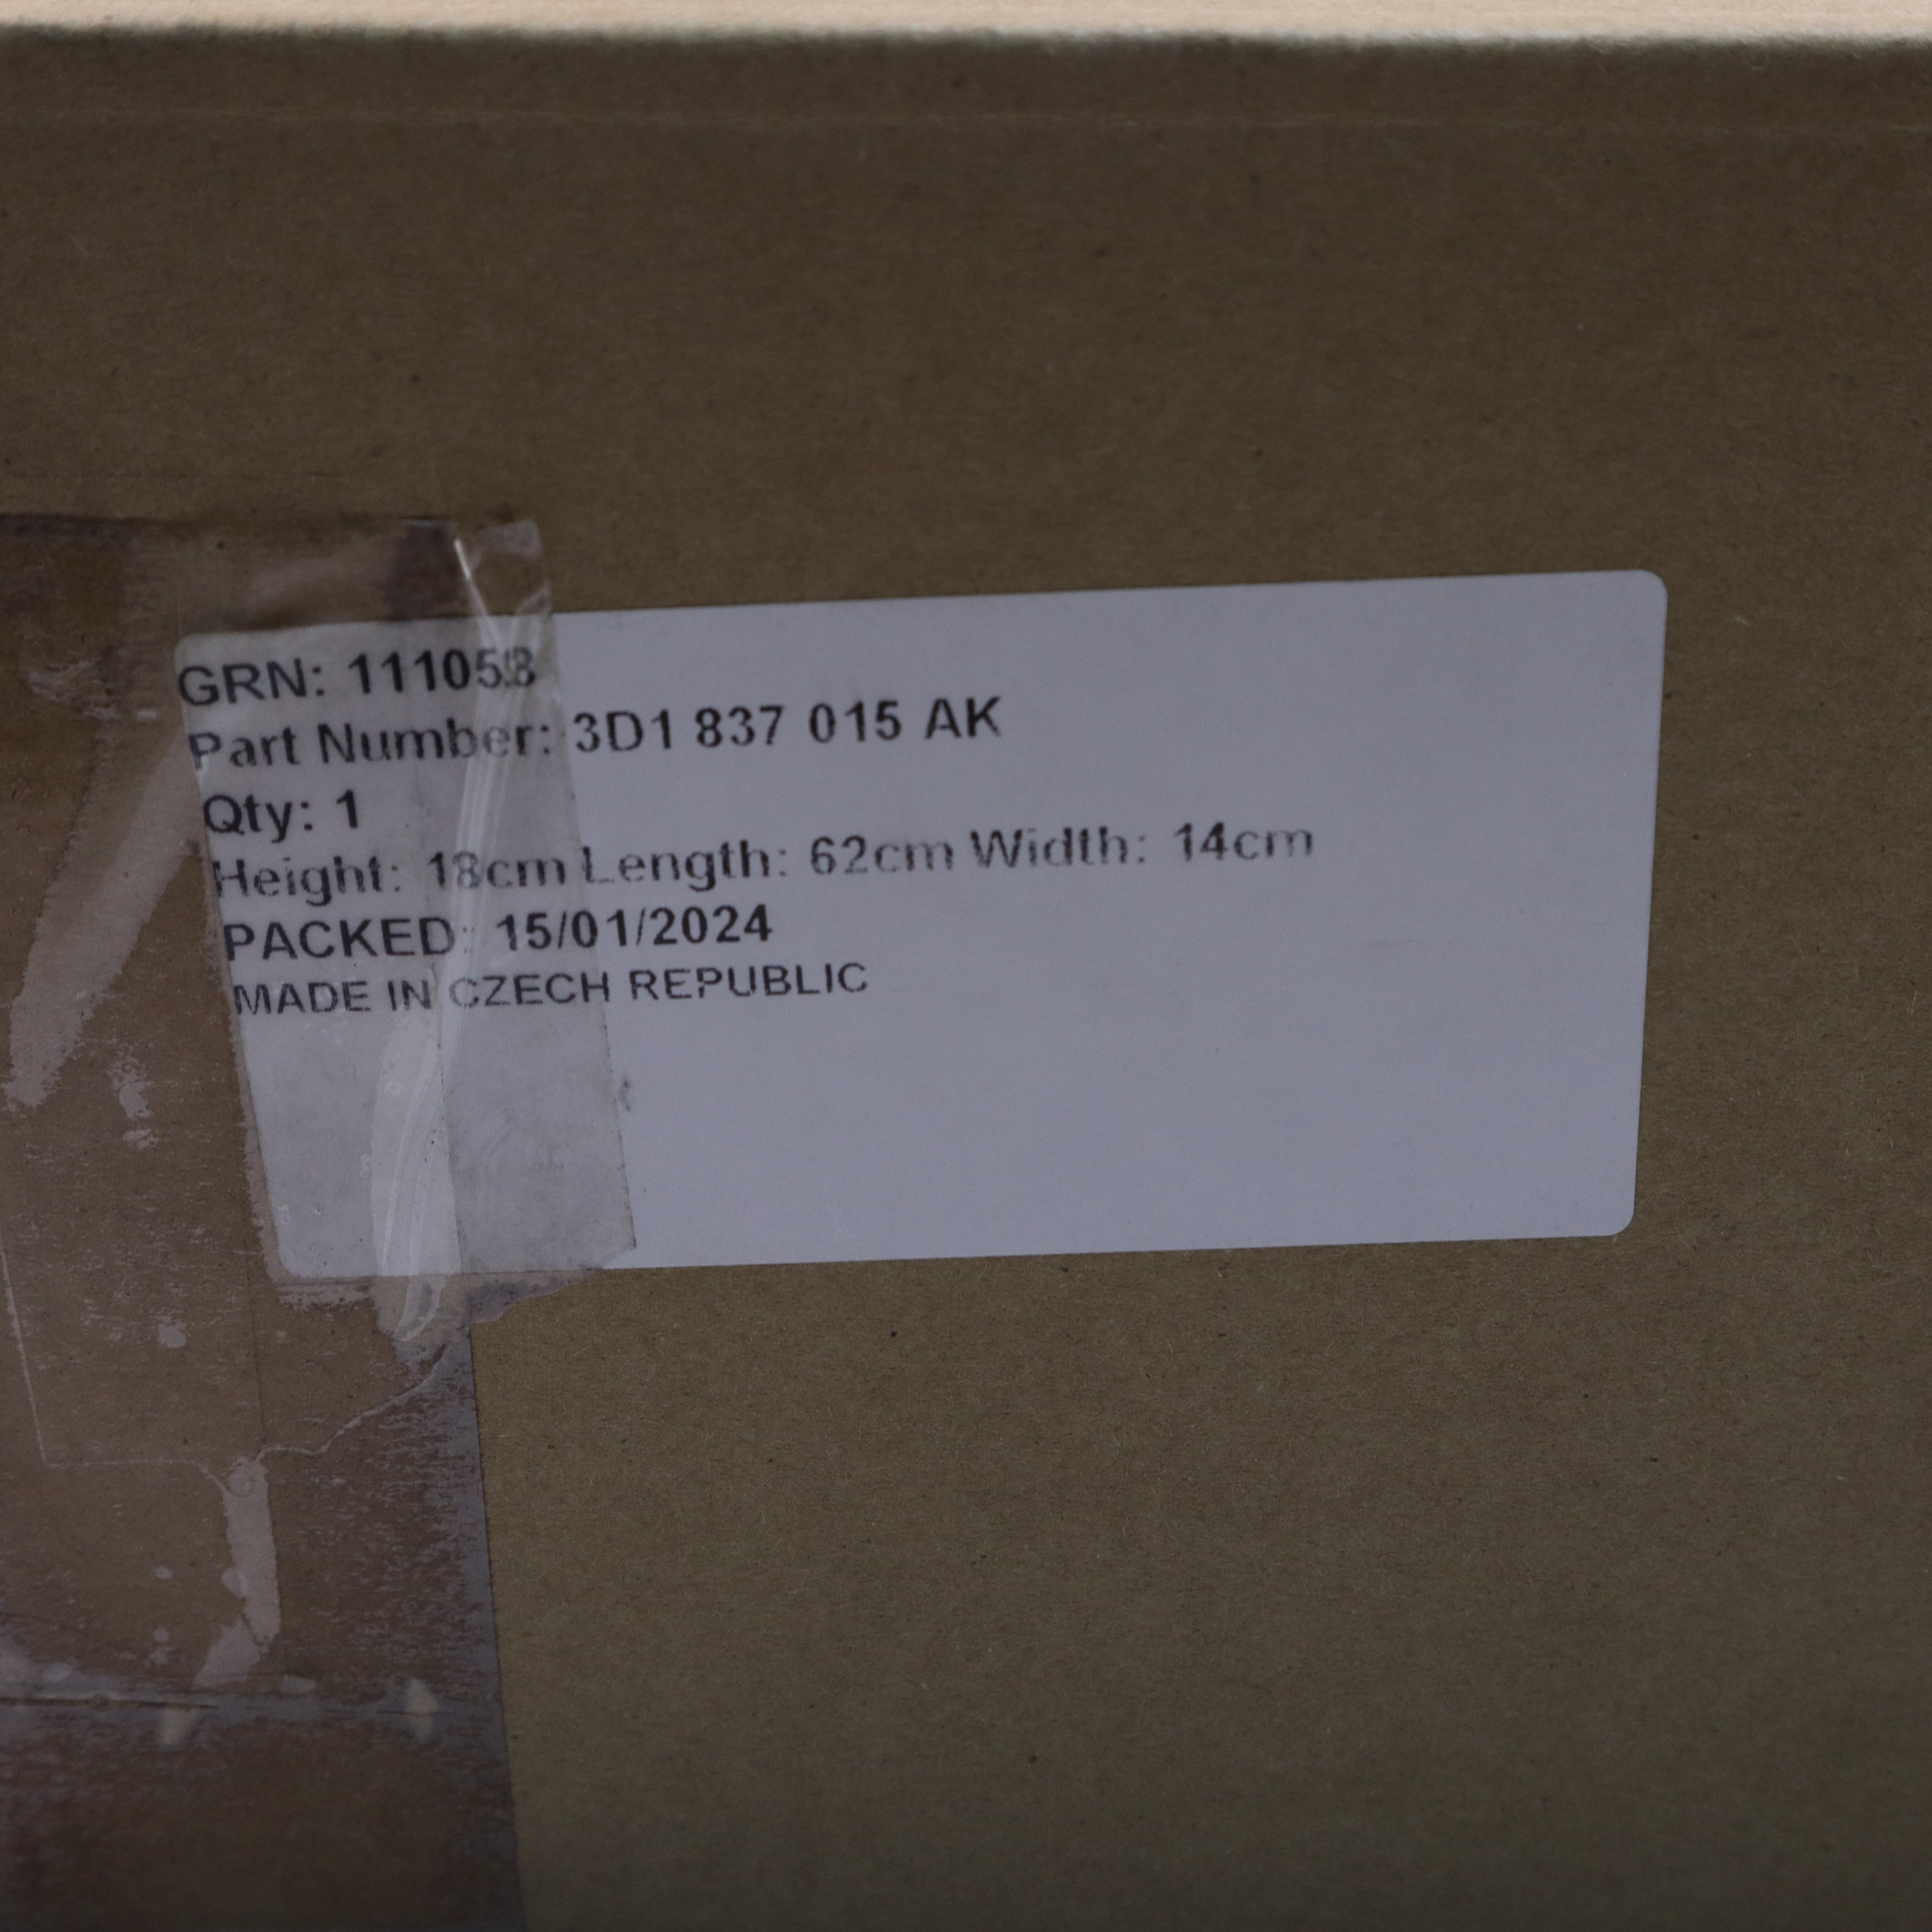 GRN: 111058
Part Number: 3D1 837 015 AK
Qty: 1
Height: 18cm Length: 62cm Width: 14cm
PACKED: 15/01/2024
MADE IN CZECH REPUBLIC